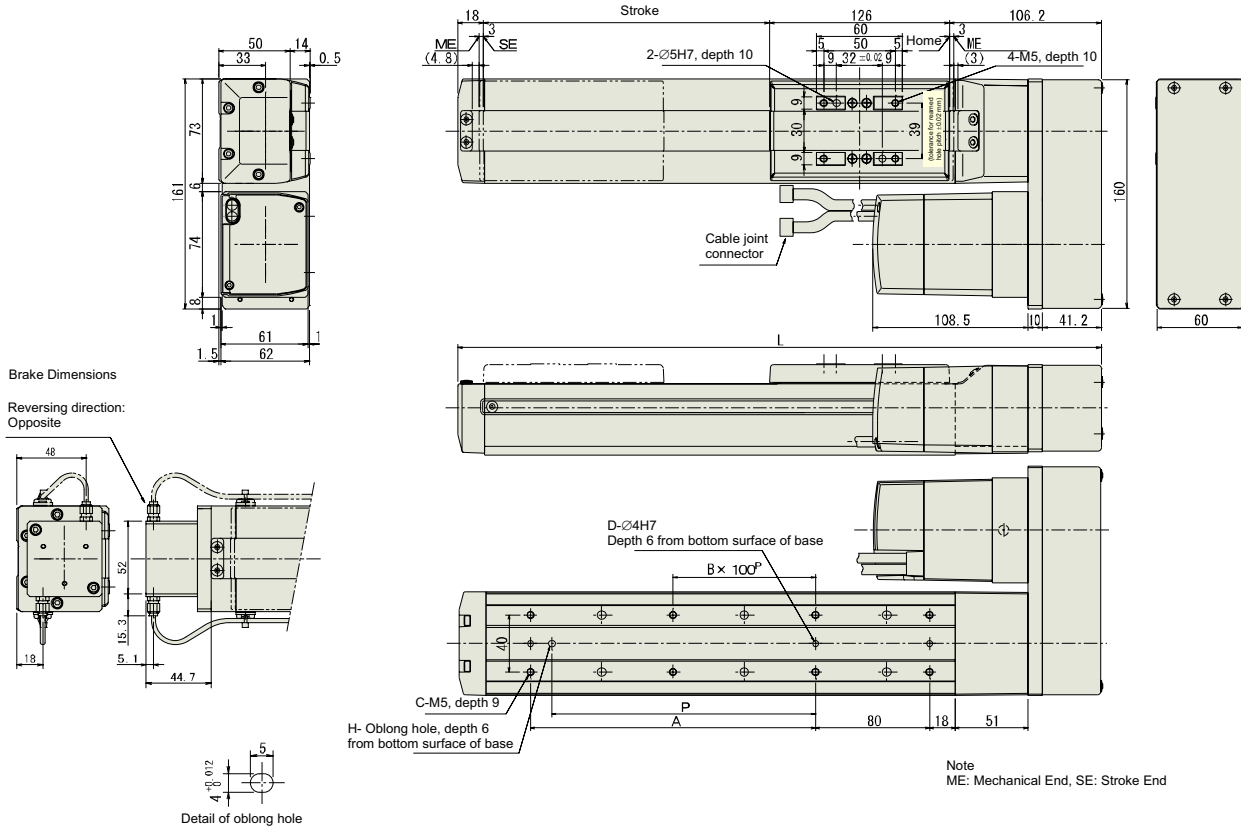 18
Stroke
126
106.2
3
60
3
ME
SE
5
50
5
Home
ME
(4.8)
2-Ø5H7, depth 10
9
32 ±0.02
9
(3)
4-M5, depth 10
50
14
33
0.5
73
161
6
74
8
1
61
1
1.5
62
9
30
9
39
(tolerance for reamed
hole pitch ±0.02mm)
160
Cable joint
connector
108.5
10
41.2
60
L
Brake Dimensions
Reversing direction:
Opposite
48
52
15.3
18
5.1
44.7
D-Ø4H7
Depth 6 from bottom surface of base
B× 100P
40
C-M5, depth 9
P
A
80
18
51
H- Oblong hole, depth 6
from bottom surface of base
5
4 +0.012 0
Detail of oblong hole
Note
ME: Mechanical End, SE: Stroke End